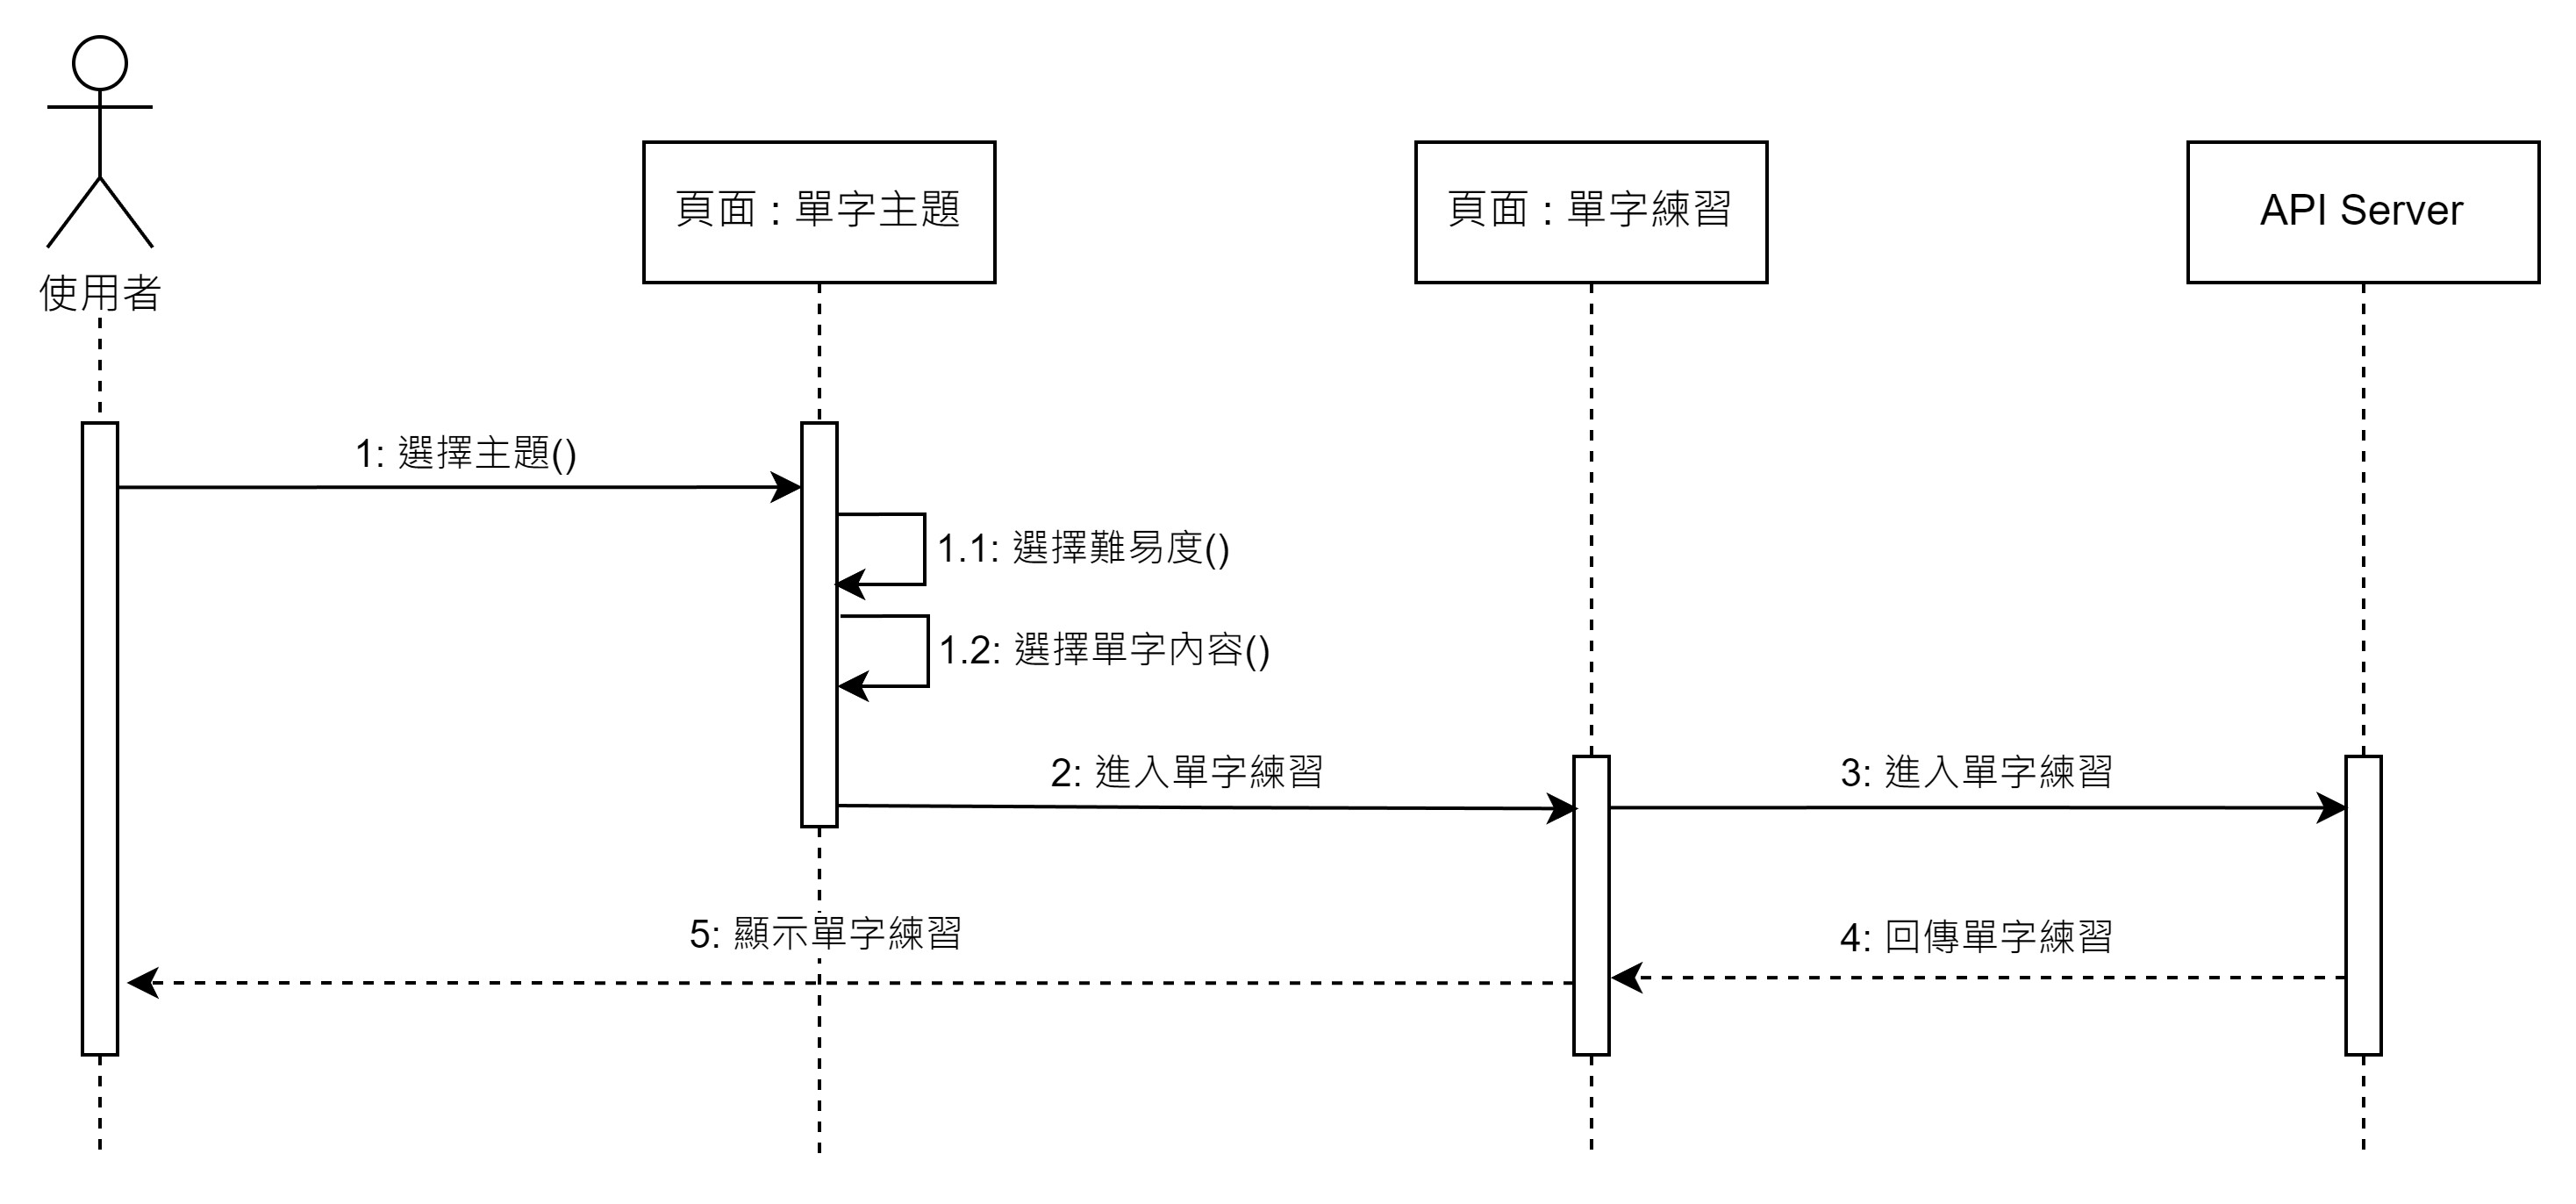 頁面 : 單字主題
頁面 : 單字練習
API Server
使用者
1: 選擇主題()
1.1: 選擇難易度()
1.2: 選擇單字內容()
2: 進入單字練習
3: 進入單字練習
5: 顯示單字練習
4: 回傳單字練習